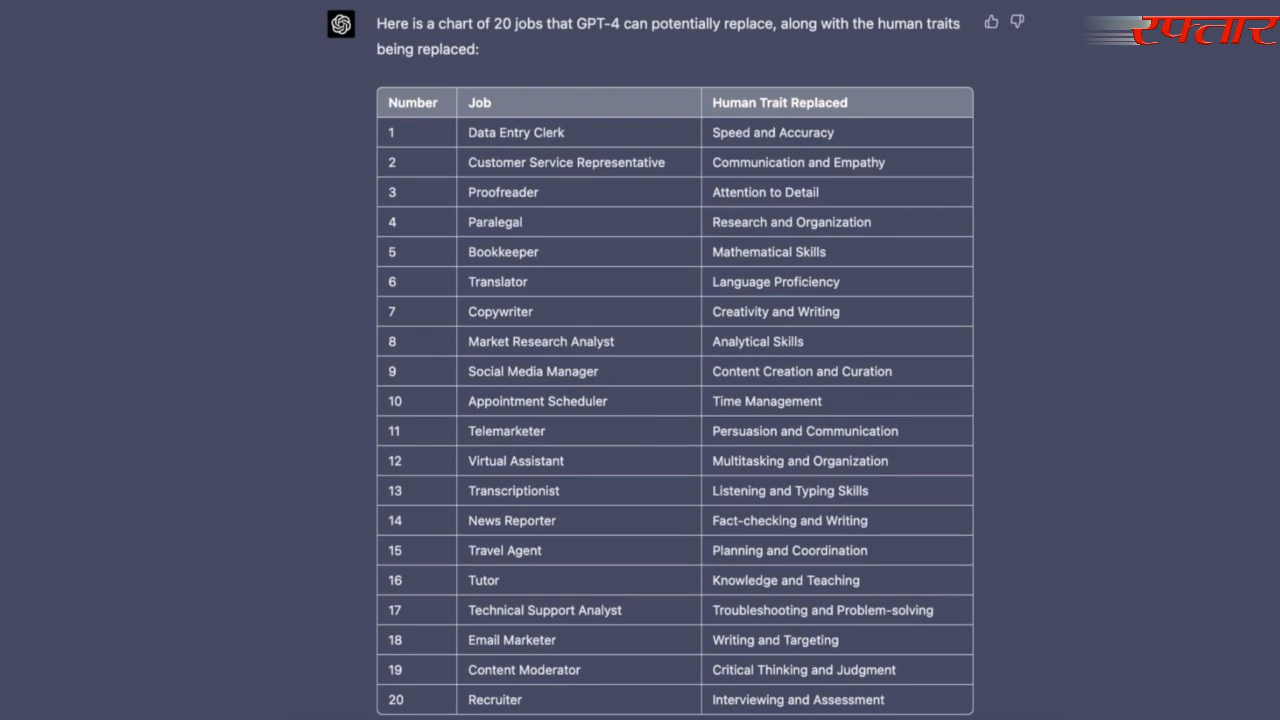 Here is a chart of 20 jobs that GPT-4 can potentially replace, along with the human traits
being replaced:
रफ्तार
Number Job Human Trait Replaced
1 Data Entry Clerk Speed and Accuracy
2 Customer Service Representative Communication and Empathy
3 Proofreader Attention to Detail
4 Paralegal Research and Organization
5 Bookkeeper Mathematical Skills
6 Translator Language Proficiency
7 Copywriter Creativity and Writing
8 Market Research Analyst Analytical Skills
9 Social Media Manager Content Creation and Curation
10 Appointment Scheduler Time Management
11 Telemarketer Persuasion and Communication
12 Virtual Assistant Multitasking and Organization
13 Transcriptionist Listening and Typing Skills
14 News Reporter Fact-checking and Writing
15 Travel Agent Planning and Coordination
16 Tutor Knowledge and Teaching
17 Technical Support Analyst Troubleshooting and Problem-solving
18 Email Marketer Writing and Targeting
19 Content Moderator Critical Thinking and Judgment
20 Recruiter Interviewing and Assessment